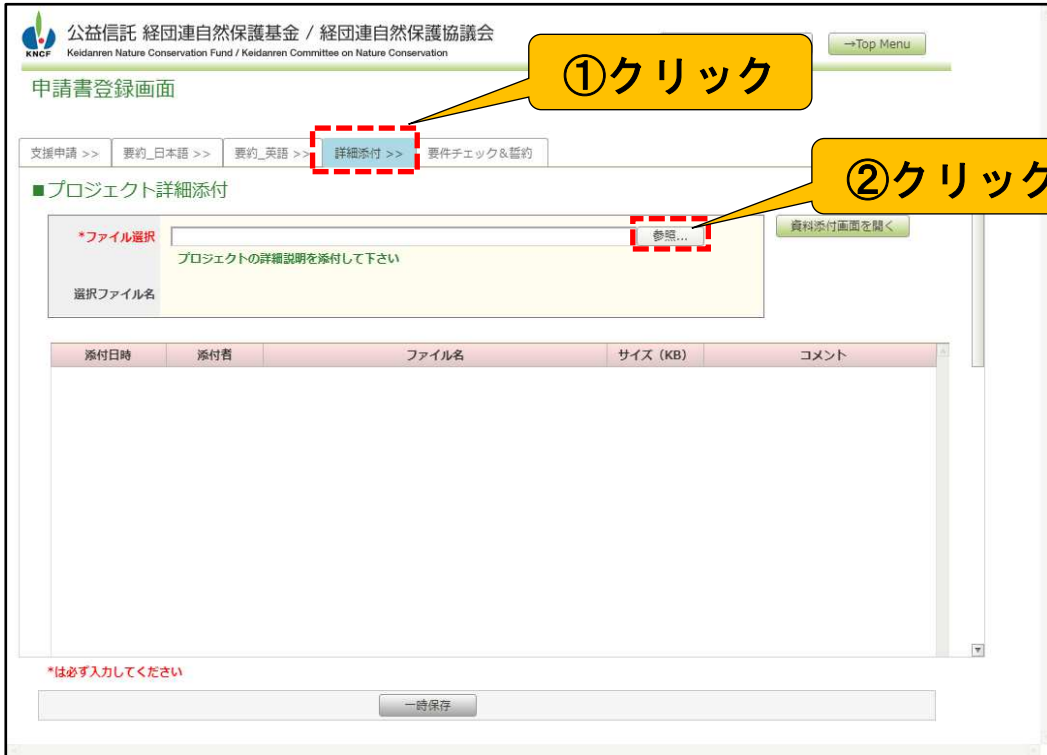 公益信託 経団連自然保護基金 / 経団連自然保護協議会
KNCF Keidanren Nature Conservation Fund / Keidanren Committee on Nature Conservation
→Top Menu
申請書登録画面
①クリック
支援申請 >> 要約_日本語 >> 要約_英語 >> 詳細添付 >> 要件チェック&誓約
②クリック
■プロジェクト詳細添付
*ファイル選択 参照... 資料添付画面を開く
プロジェクトの詳細説明を添付して下さい
選択ファイル名
添付日時 添付者 ファイル名 サイズ（KB） コメント
*は必ず入力してください
一時保存